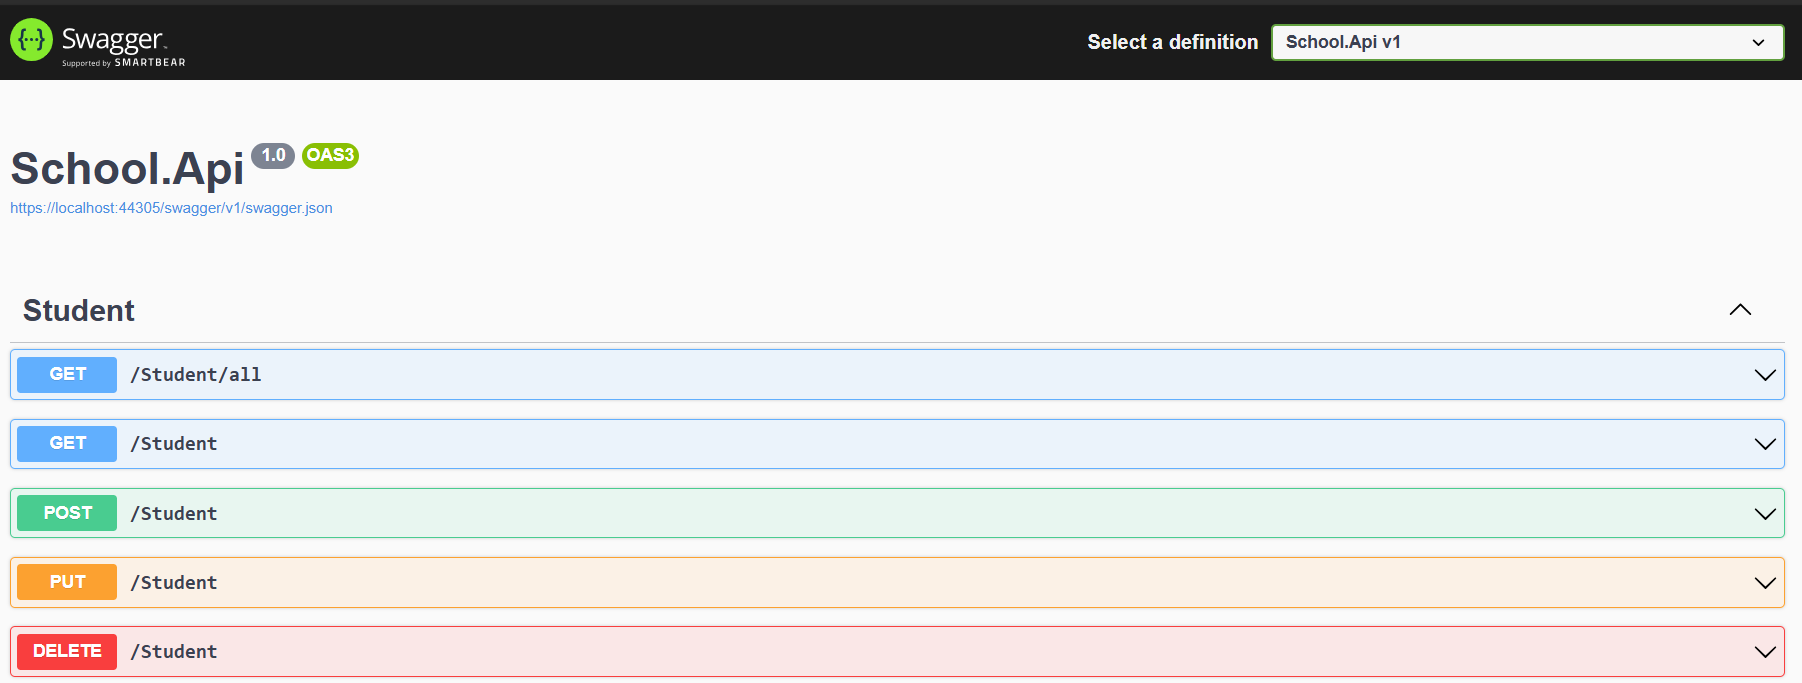 {···} Swagger
Supported by SMARTBEAR
Select a definition
School.Api v1
School.Api 1.0 OAS3
https://localhost:44305/swagger/v1/swagger.json
Student
GET /Student/all
GET /Student
POST /Student
PUT /Student
DELETE /Student